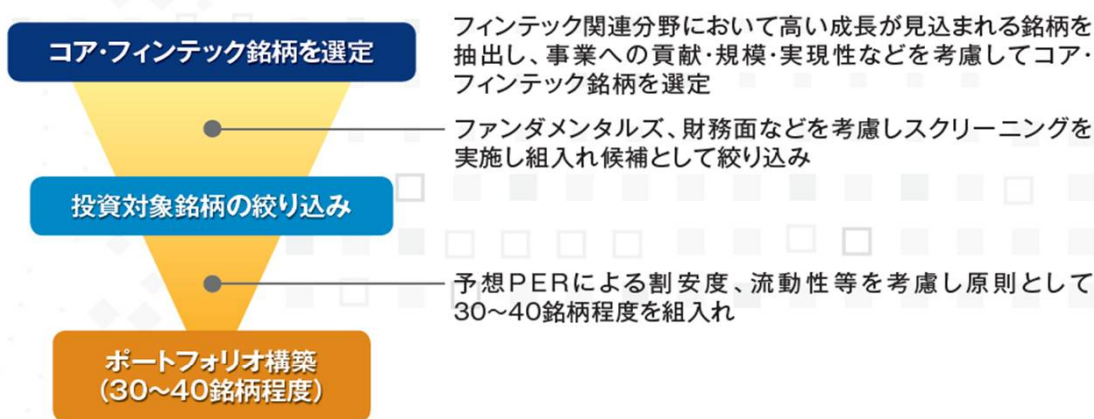 コア・フィンテック銘柄を選定
フィンテック関連分野において高い成長が見込まれる銘柄を
抽出し、事業への貢献・規模・実現性などを考慮してコア・
フィンテック銘柄を選定
ファンダメンタルズ、財務面などを考慮しスクリーニングを
実施し組入れ候補として絞り込み
投資対象銘柄の絞り込み
予想PERによる割安度、流動性等を考慮し原則として
30〜40銘柄程度を組入れ
ポートフォリオ構築
(30〜40銘柄程度)